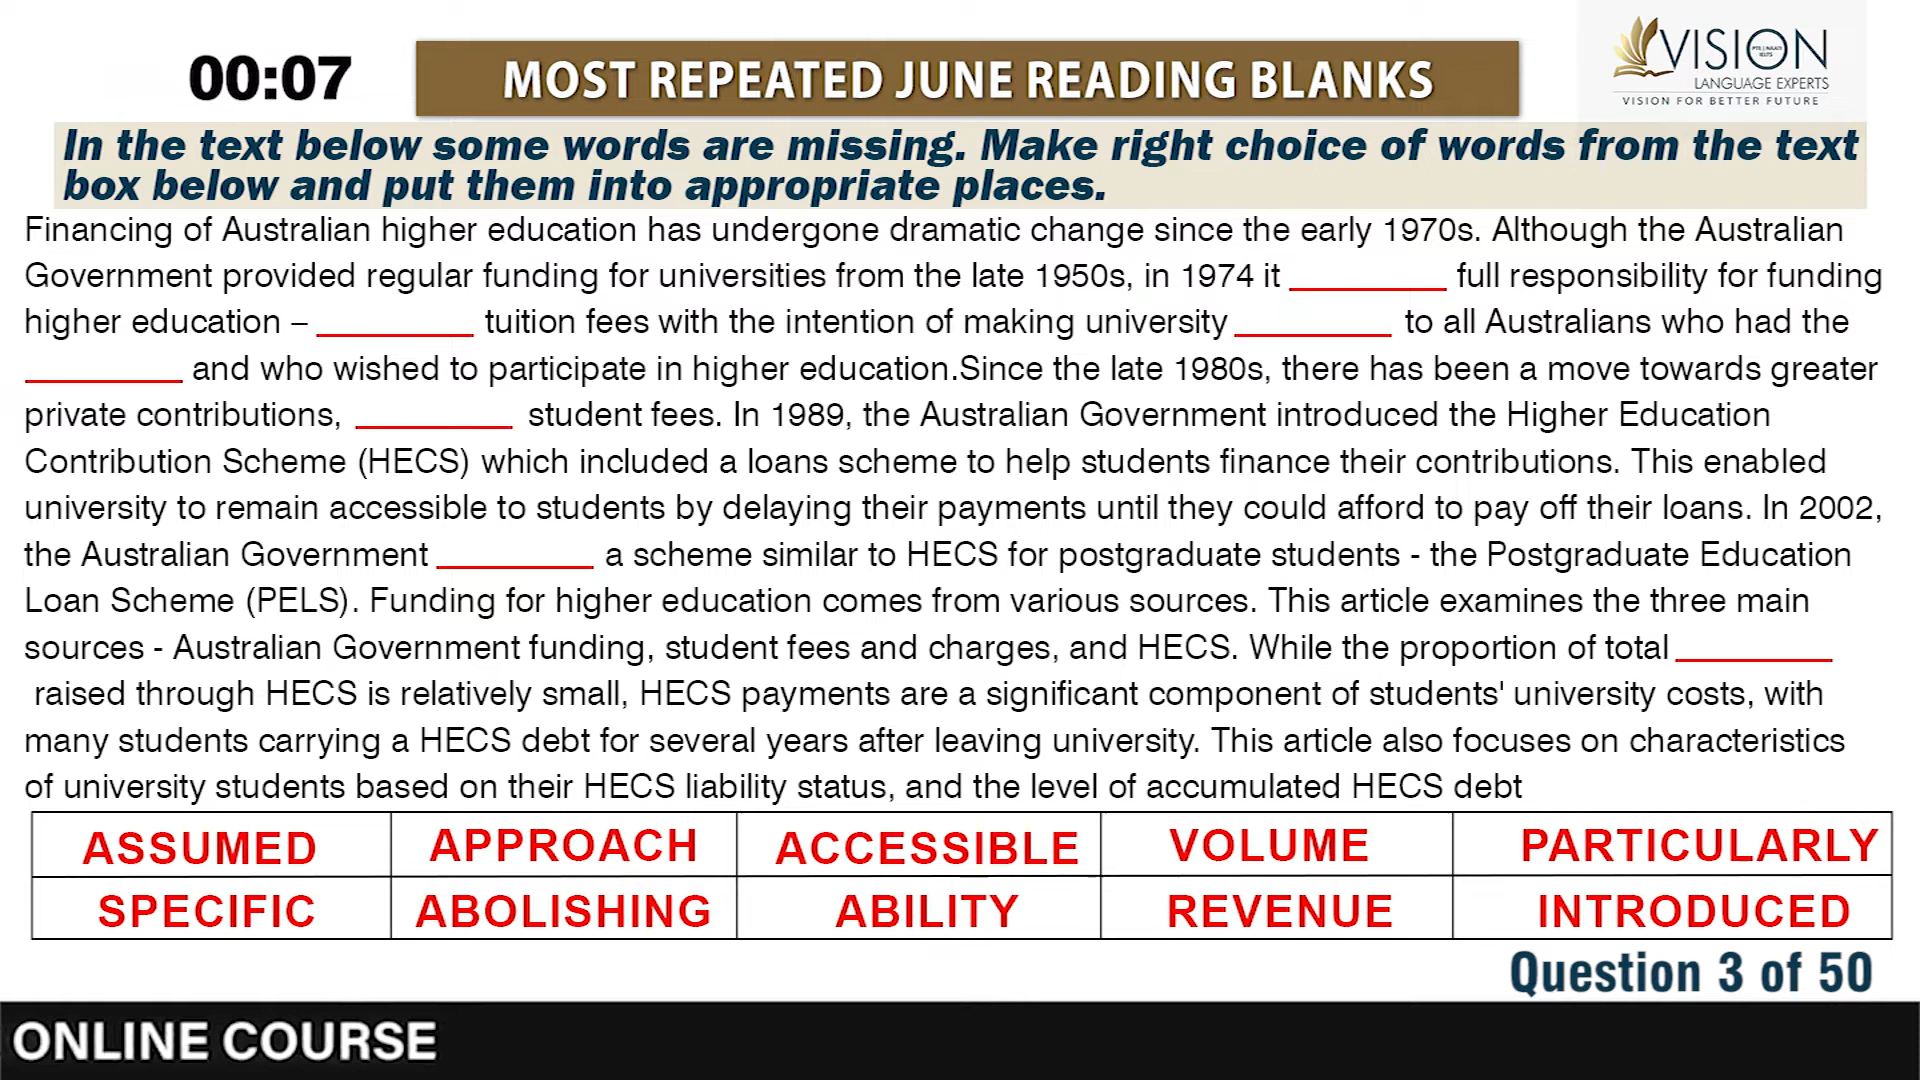 00:07
MOST REPEATED JUNE READING BLANKS
VISION
PTE | NAATI
IELTS
LANGUAGE EXPERTS
VISION FOR BETTER FUTURE
In the text below some words are missing. Make right choice of words from the text
box below and put them into appropriate places.
Financing of Australian higher education has undergone dramatic change since the early 1970s. Although the Australian
Government provided regular funding for universities from the late 1950s, in 1974 it ________ full responsibility for funding
higher education – ________ tuition fees with the intention of making university ________ to all Australians who had the
________ and who wished to participate in higher education.Since the late 1980s, there has been a move towards greater
private contributions, ________ student fees. In 1989, the Australian Government introduced the Higher Education
Contribution Scheme (HECS) which included a loans scheme to help students finance their contributions. This enabled
university to remain accessible to students by delaying their payments until they could afford to pay off their loans. In 2002,
the Australian Government ________ a scheme similar to HECS for postgraduate students - the Postgraduate Education
Loan Scheme (PELS). Funding for higher education comes from various sources. This article examines the three main
sources - Australian Government funding, student fees and charges, and HECS. While the proportion of total ________
raised through HECS is relatively small, HECS payments are a significant component of students' university costs, with
many students carrying a HECS debt for several years after leaving university. This article also focuses on characteristics
of university students based on their HECS liability status, and the level of accumulated HECS debt
ASSUMED APPROACH ACCESSIBLE VOLUME PARTICULARLY
SPECIFIC ABOLISHING ABILITY REVENUE INTRODUCED
Question 3 of 50
ONLINE COURSE